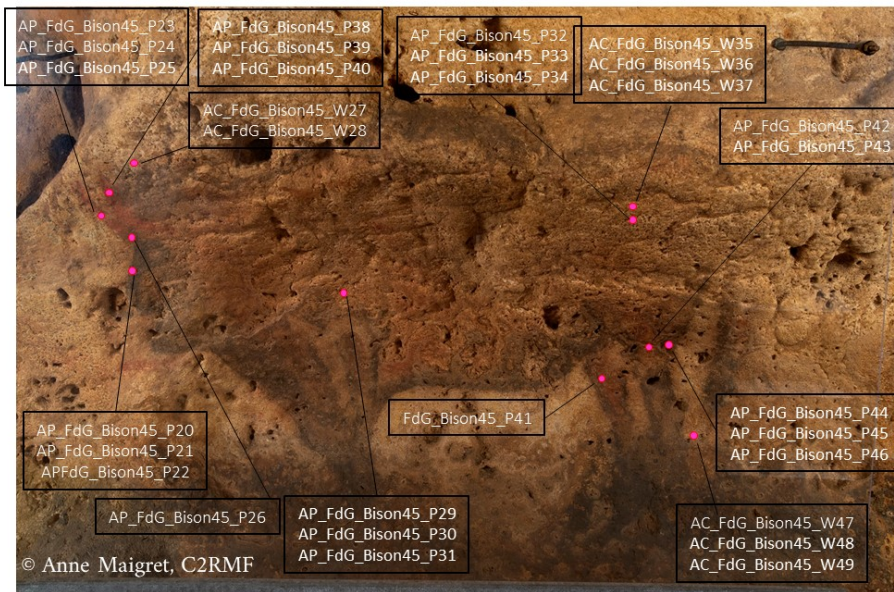 AP_FdG_Bison45_P23
AP_FdG_Bison45_P24
AP_FdG_Bison45_P25
AP_FdG_Bison45_P38
AP_FdG_Bison45_P39
AP_FdG_Bison45_P40
AC_FdG_Bison45_W27
AC_FdG_Bison45_W28
AP_FdG_Bison45_P32
AP_FdG_Bison45_P33
AP_FdG_Bison45_P34
AC_FdG_Bison45_W35
AC_FdG_Bison45_W36
AC_FdG_Bison45_W37
AP_FdG_Bison45_P42
AP_FdG_Bison45_P43
AP_FdG_Bison45_P20
AP_FdG_Bison45_P21
APFdG_Bison45_P22
AP_FdG_Bison45_P26
AP_FdG_Bison45_P29
AP_FdG_Bison45_P30
AP_FdG_Bison45_P31
FdG_Bison45_P41
AP_FdG_Bison45_P44
AP_FdG_Bison45_P45
AP_FdG_Bison45_P46
AC_FdG_Bison45_W47
AC_FdG_Bison45_W48
AC_FdG_Bison45_W49
© Anne Maigret, C2RMF